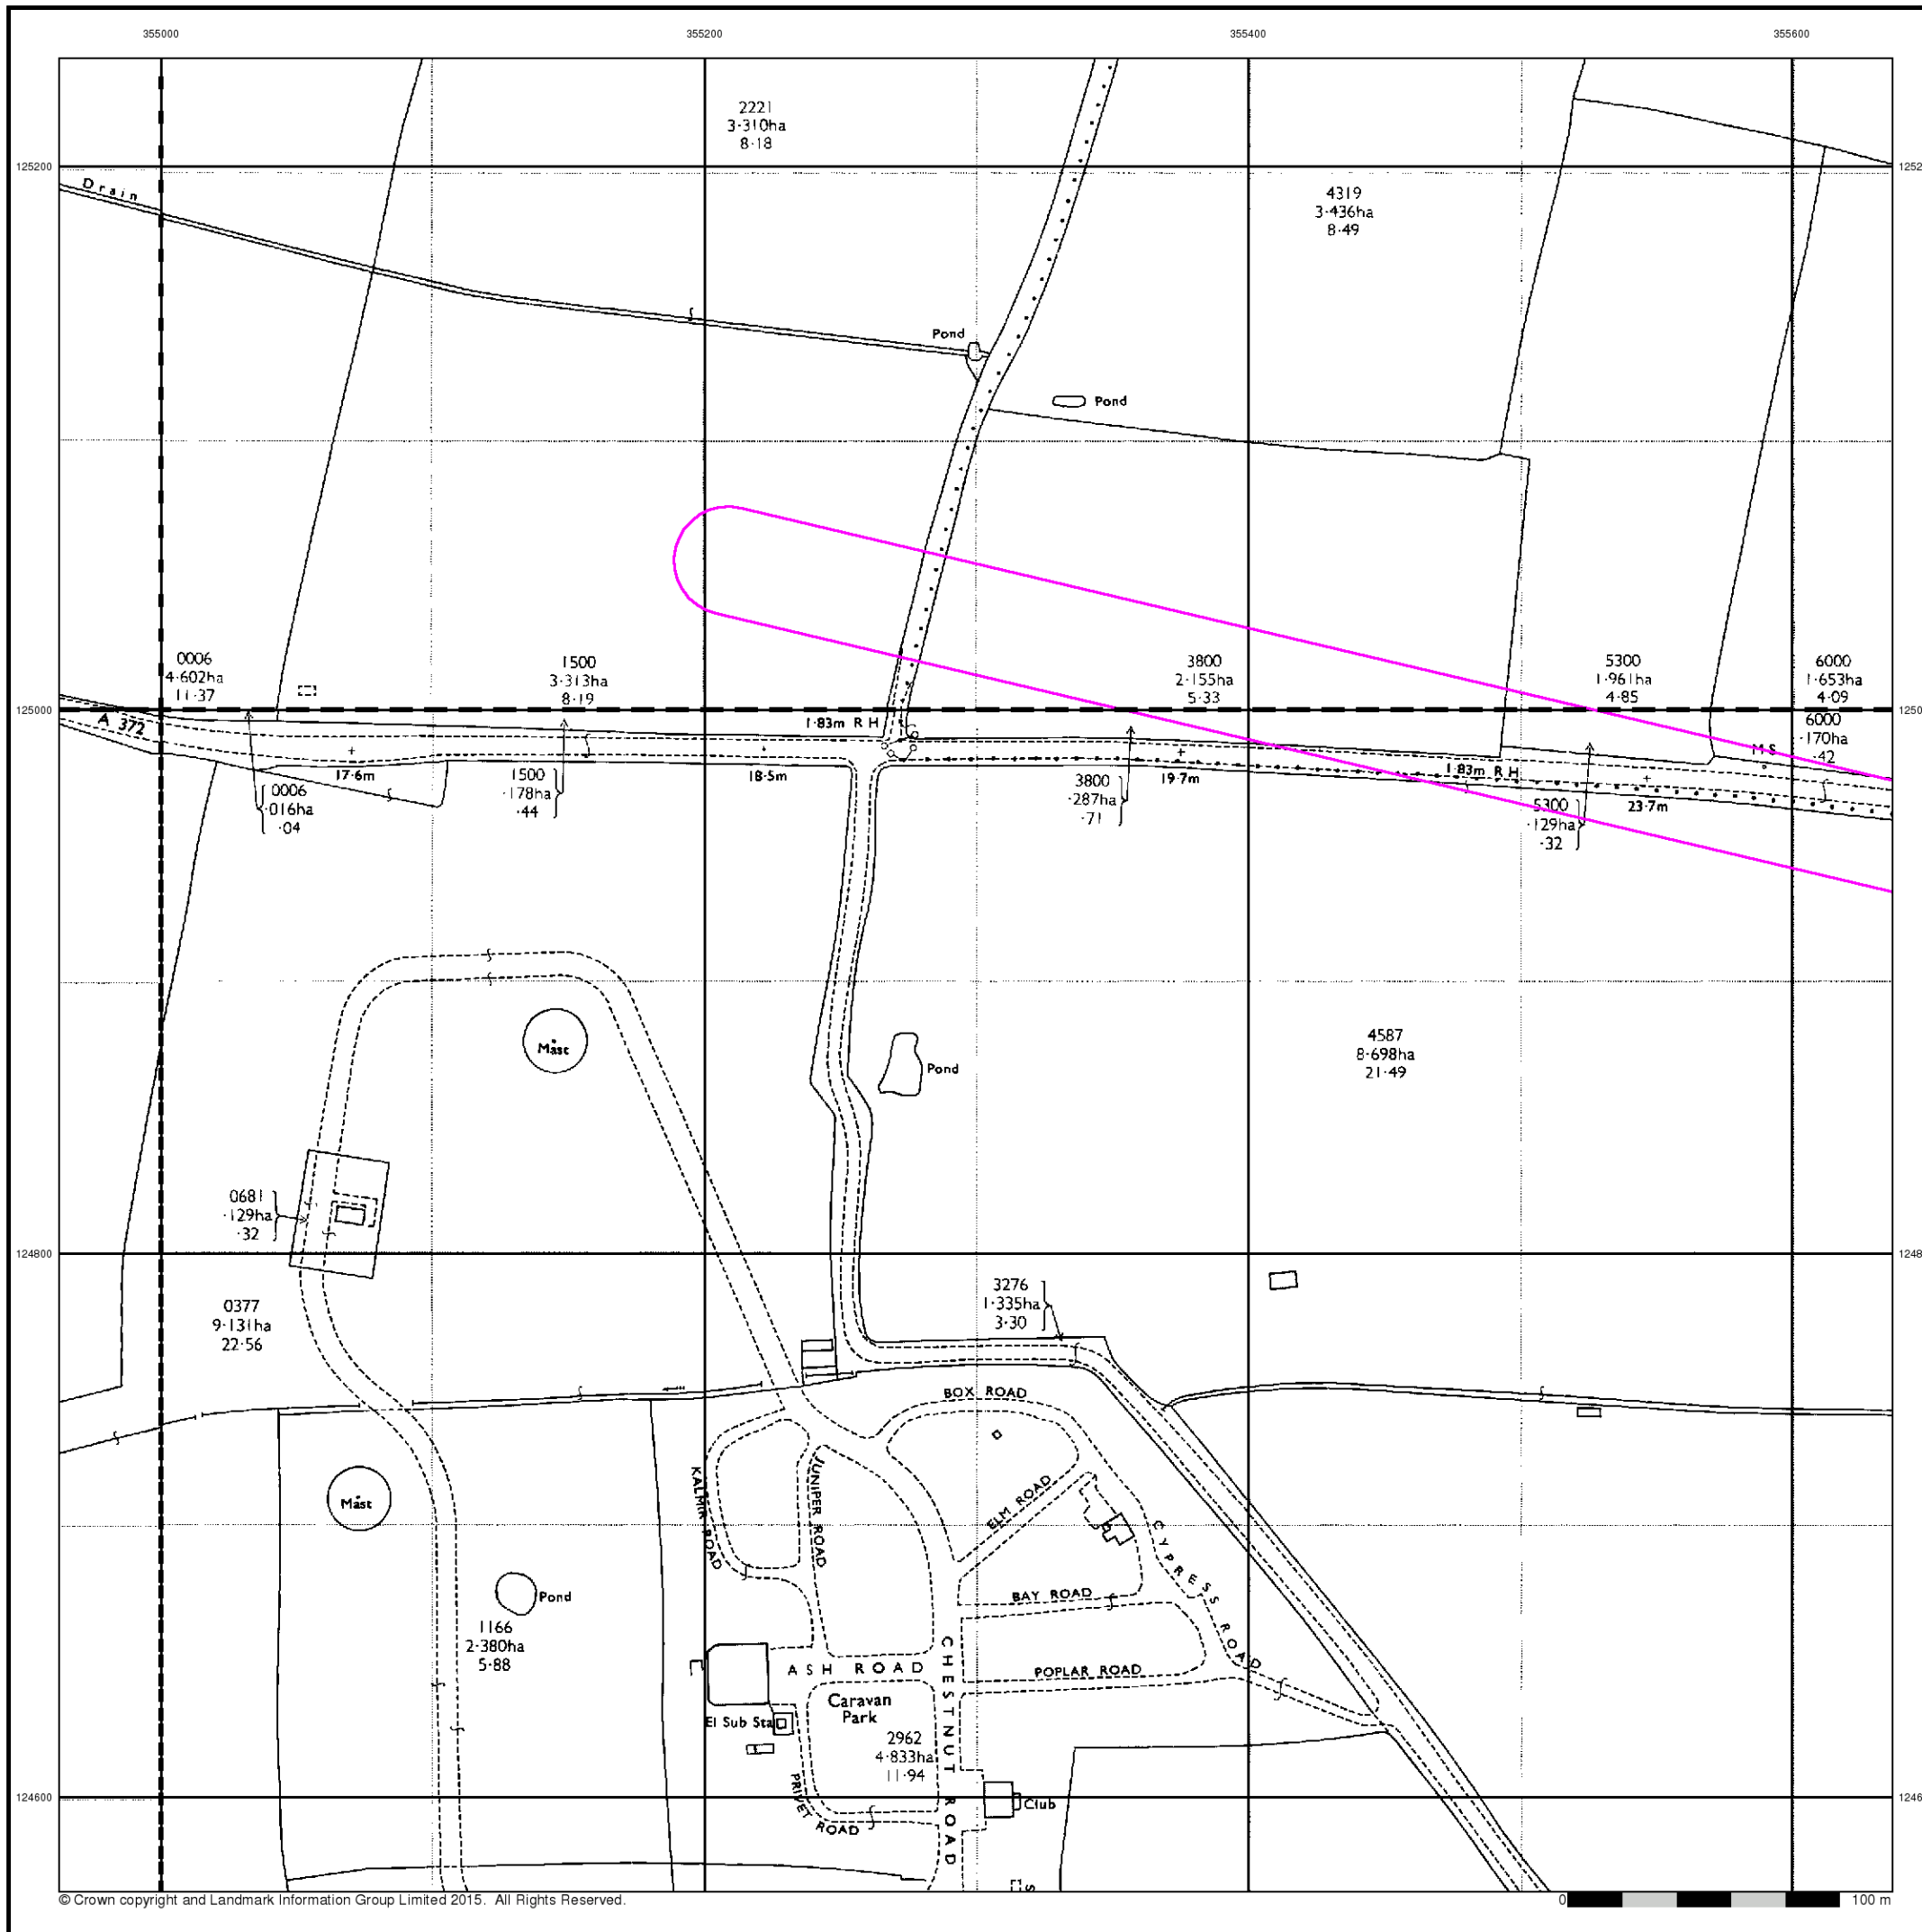 355000 355200 355400 355600
2221
3·310ha
8·18
125200
Drain
4319
3·436ha
8·49
Pond
Pond
0006
4·602ha
11·37
1500
3·313ha
8·19
3800
2·155ha
5·33
5300
1·961ha
4·85
6000
1·653ha
4·09
125000
A 372
1·83m R H
6000
·170ha
·42
M S
17·6m
18·5m
19·7m
1·83m R H
23·7m
0006
·016ha
·04
1500
·178ha
·44
3800
·287ha
·71
5300
·129ha
·32
Mast
Pond
4587
8·698ha
21·49
0681
·129ha
·32
124800
3276
1·335ha
3·30
0377
9·131ha
22·56
BOX ROAD
KALMIA ROAD
JUNIPER ROAD
ELM ROAD
CYPRESS ROAD
Mast
Pond
BAY ROAD
1166
2·380ha
5·88
ASH ROAD
CHESTNUT ROAD
POPLAR ROAD
Caravan
Park
El Sub Sta
2962
4·833ha
11·94
PRIVET ROAD
124600
Club
© Crown copyright and Landmark Information Group Limited 2015. All Rights Reserved.
0 100 m